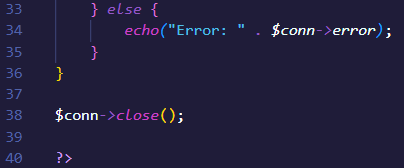 33 } else {
34 echo("Error: " . $conn->error);
35 }
36 }
37
38 $conn->close();
39
40 ?>